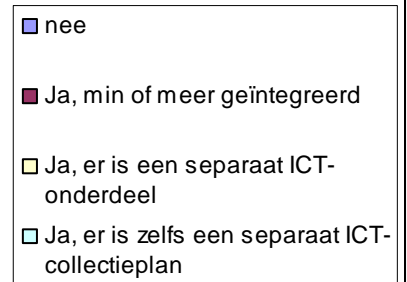 nee
Ja, min of meer geïntegreerd
Ja, er is een separaat ICT-
onderdeel
Ja, er is zelfs een separaat ICT-
collectieplan